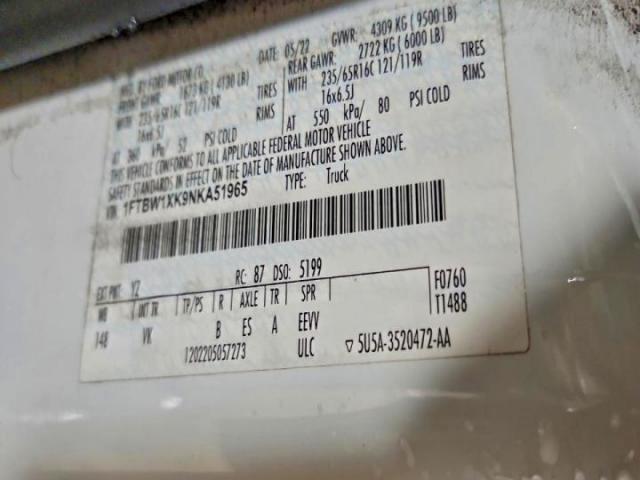 MFD. BY FORD MOTOR CO.
DATE: 05/22 GVWR: 4309 KG (9500 LB)
FRONT GAWR: 1873 KG (4130 LB) REAR GAWR: 2722 KG (6000 LB)
WITH 235/65R16C 121/119R TIRES WITH 235/65R16C 121/119R TIRES
16x6.5J RIMS 16x6.5J RIMS
AT 360 kPa/ 52 PSI COLD AT 550 kPa/ 80 PSI COLD
THIS VEHICLE CONFORMS TO ALL APPLICABLE FEDERAL MOTOR VEHICLE
SAFETY STANDARDS IN EFFECT ON THE DATE OF MANUFACTURE SHOWN ABOVE.
VIN: 1FTBW1XK9NKA51965 TYPE: Truck
EXT PNT: YZ RC: 87 DSO: 5199
WB INT TR TP/PS R AXLE TR SPR F0760
148 VK B ES A EEVV T1488
120220505​7273 ULC ▽ 5U5A-3520472-AA